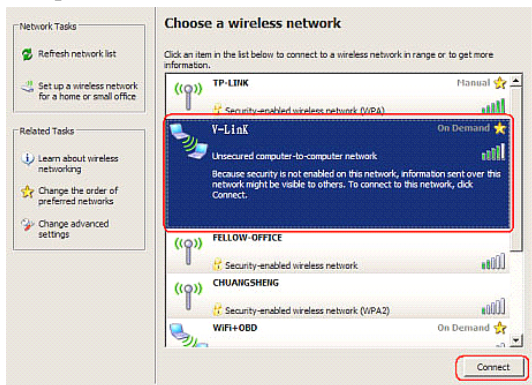 Network Tasks
Refresh network list
Set up a wireless network
for a home or small office
Related Tasks
Learn about wireless
networking
Change the order of
preferred networks
Change advanced
settings
Choose a wireless network
Click an item in the list below to connect to a wireless network in range or to get more
information.
TP-LINK
Manual
Security-enabled wireless network (WPA)
V-LinK
On Demand
Unsecured computer-to-computer network
Because security is not enabled on this network, information sent over this
network might be visible to others. To connect to this network, click
Connect.
FELLOW-OFFICE
Security-enabled wireless network
CHUANGSHENG
Security-enabled wireless network (WPA2)
WiFi+OBD
On Demand
Connect